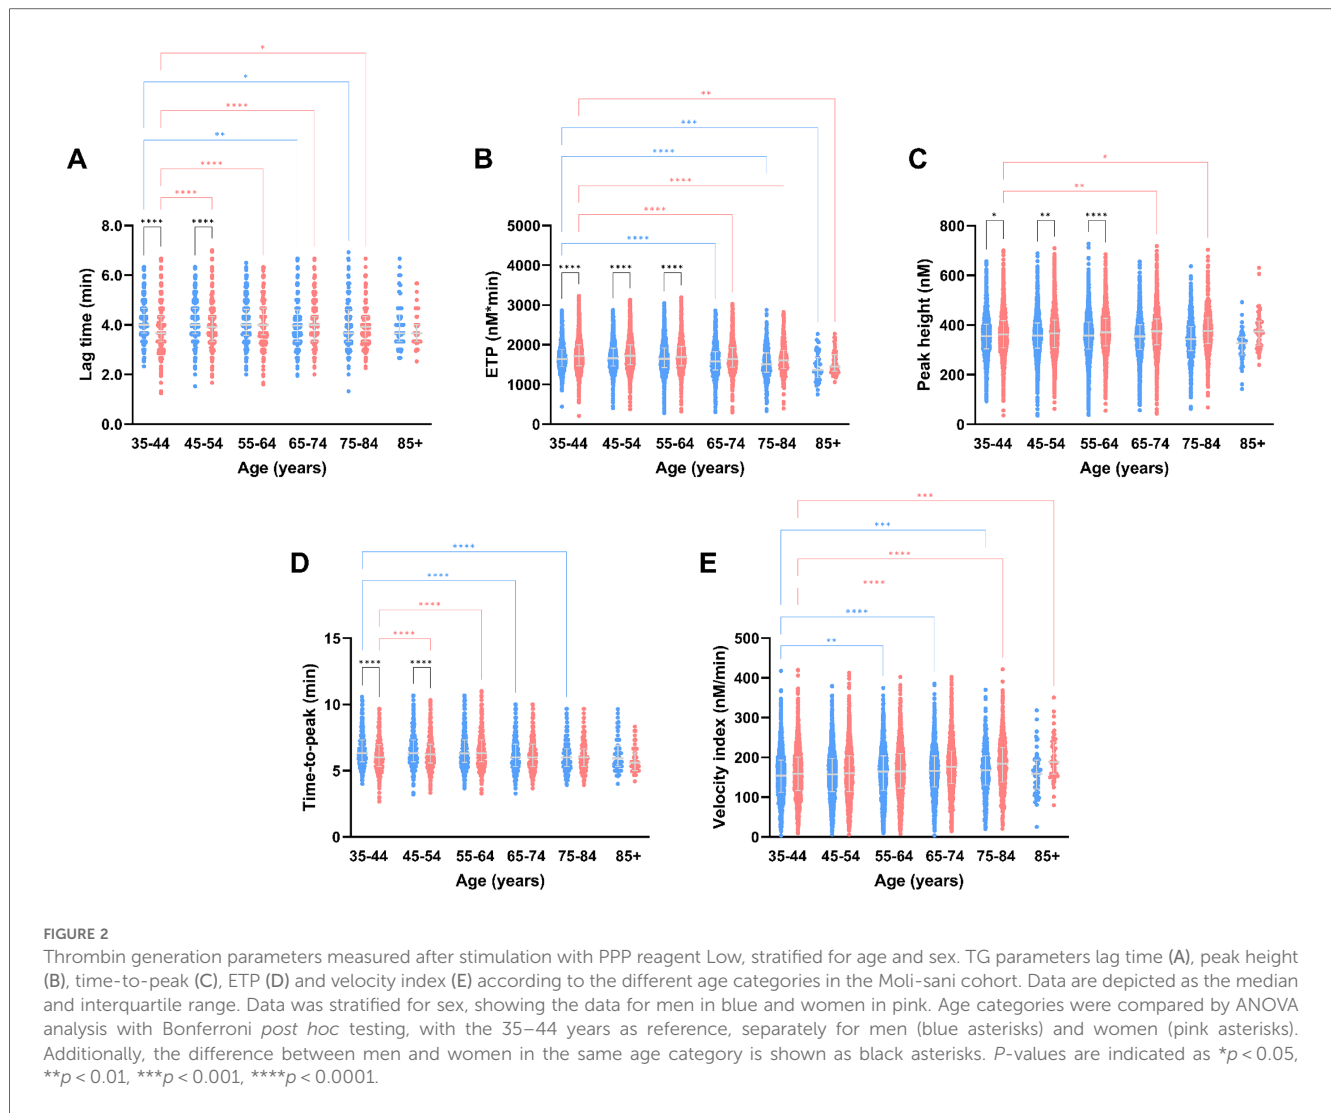 *
*
****
**
****
****
**** ****
A
Lag time (min)
8.0
6.0
4.0
2.0
0.0
35-44 45-54 55-64 65-74 75-84 85+
Age (years)
**
***
****
****
****
****
**** **** ****
B
ETP (nM*min)
5000
4000
3000
2000
1000
0
35-44 45-54 55-64 65-74 75-84 85+
Age (years)
*
**
* ** ****
C
Peak height (nM)
800
600
400
200
0
35-44 45-54 55-64 65-74 75-84 85+
Age (years)
****
****
****
****
**** ****
D
Time-to-peak (min)
15
10
5
0
35-44 45-54 55-64 65-74 75-84 85+
Age (years)
***
***
****
****
****
**
E
Velocity index (nM/min)
500
400
300
200
100
0
35-44 45-54 55-64 65-74 75-84 85+
Age (years)
FIGURE 2
Thrombin generation parameters measured after stimulation with PPP reagent Low, stratified for age and sex. TG parameters lag time (A), peak height
(B), time-to-peak (C), ETP (D) and velocity index (E) according to the different age categories in the Moli-sani cohort. Data are depicted as the median
and interquartile range. Data was stratified for sex, showing the data for men in blue and women in pink. Age categories were compared by ANOVA
analysis with Bonferroni post hoc testing, with the 35–44 years as reference, separately for men (blue asterisks) and women (pink asterisks).
Additionally, the difference between men and women in the same age category is shown as black asterisks. P-values are indicated as *p < 0.05,
**p < 0.01, ***p < 0.001, ****p < 0.0001.